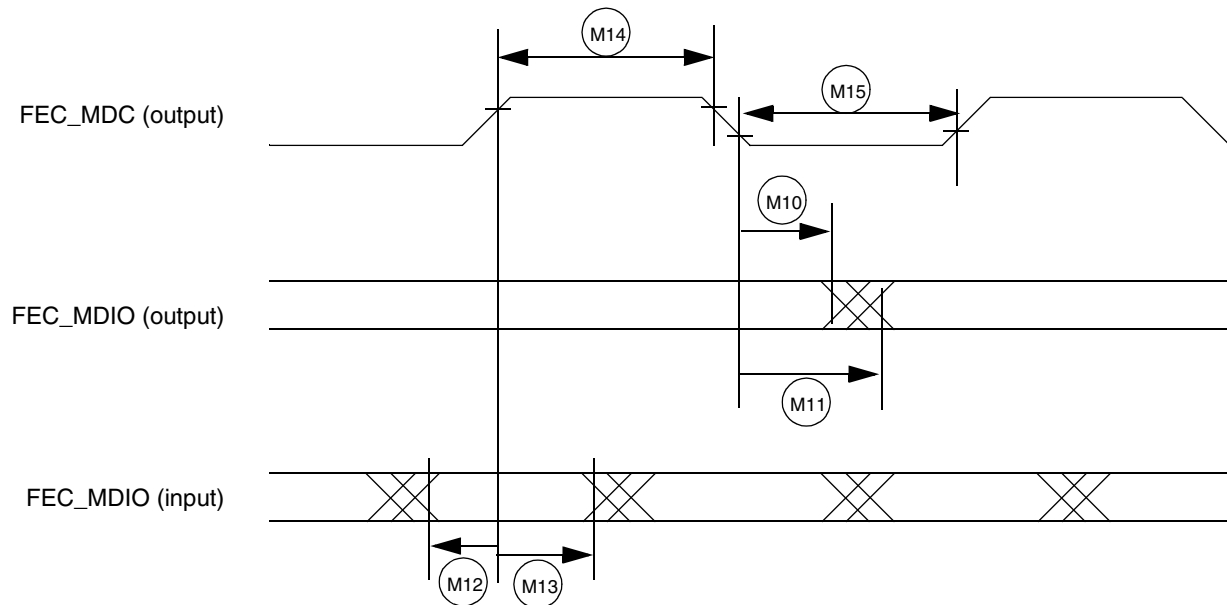 M14
FEC_MDC (output)
M15
M10
FEC_MDIO (output)
M11
FEC_MDIO (input)
M12
M13